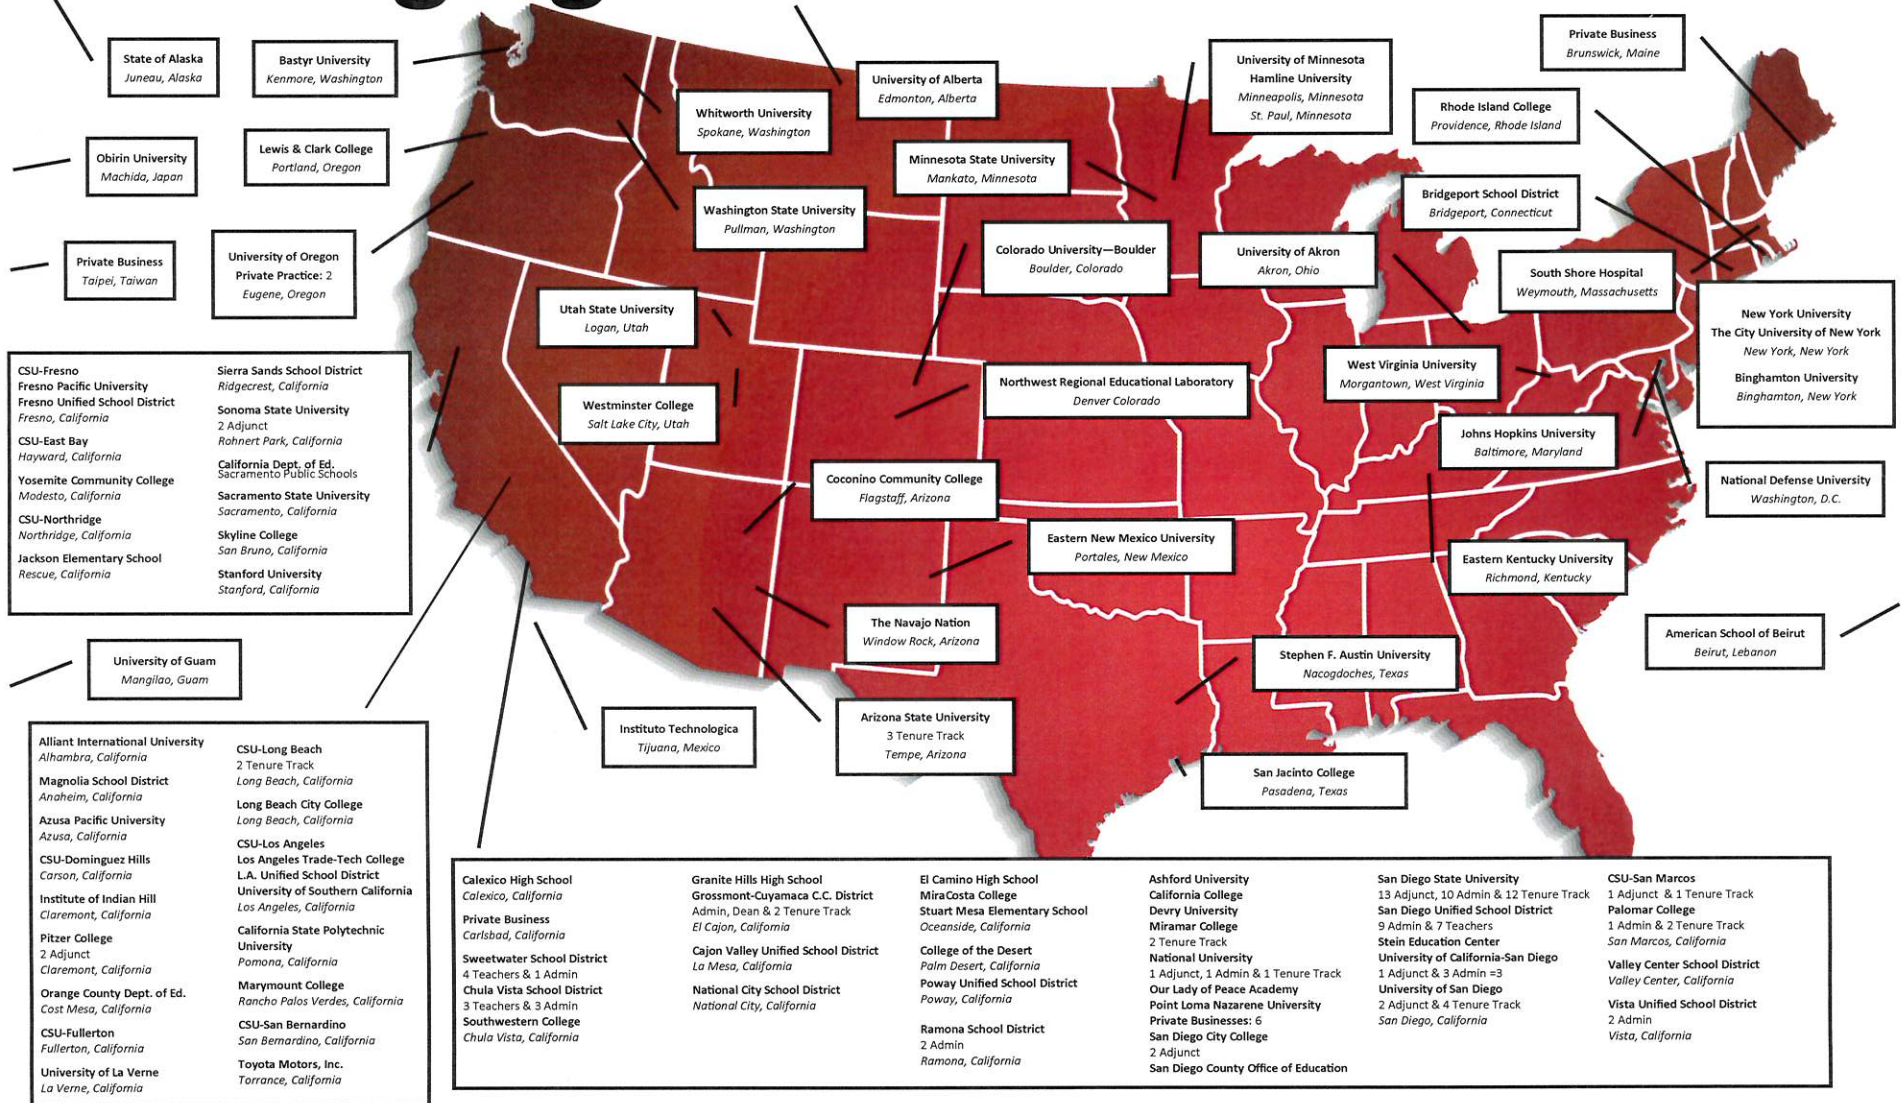 State of Alaska
Juneau, Alaska
Bastyr University
Kenmore, Washington
University of Alberta
Edmonton, Alberta
University of Minnesota
Hamline University
Minneapolis, Minnesota
St. Paul, Minnesota
Private Business
Brunswick, Maine
Whitworth University
Spokane, Washington
Rhode Island College
Providence, Rhode Island
Obirin University
Machida, Japan
Lewis & Clark College
Portland, Oregon
Minnesota State University
Mankato, Minnesota
Bridgeport School District
Bridgeport, Connecticut
Washington State University
Pullman, Washington
Private Business
Taipei, Taiwan
University of Oregon
Private Practice: 2
Eugene, Oregon
Colorado University—Boulder
Boulder, Colorado
University of Akron
Akron, Ohio
South Shore Hospital
Weymouth, Massachusetts
Utah State University
Logan, Utah
New York University
The City University of New York
New York, New York
Binghamton University
Binghamton, New York
West Virginia University
Morgantown, West Virginia
Northwest Regional Educational Laboratory
Denver Colorado
Westminster College
Salt Lake City, Utah
Johns Hopkins University
Baltimore, Maryland
CSU-Fresno
Fresno Pacific University
Fresno Unified School District
Fresno, California
CSU-East Bay
Hayward, California
Yosemite Community College
Modesto, California
CSU-Northridge
Northridge, California
Jackson Elementary School
Rescue, California
Sierra Sands School District
Ridgecrest, California
Sonoma State University
2 Adjunct
Rohnert Park, California
California Dept. of Ed.
Sacramento Public Schools
Sacramento State University
Sacramento, California
Skyline College
San Bruno, California
Stanford University
Stanford, California
Coconino Community College
Flagstaff, Arizona
National Defense University
Washington, D.C.
Eastern New Mexico University
Portales, New Mexico
Eastern Kentucky University
Richmond, Kentucky
The Navajo Nation
Window Rock, Arizona
American School of Beirut
Beirut, Lebanon
University of Guam
Mangilao, Guam
Stephen F. Austin University
Nacogdoches, Texas
Instituto Technologica
Tijuana, Mexico
Arizona State University
3 Tenure Track
Tempe, Arizona
San Jacinto College
Pasadena, Texas
Alliant International University
Alhambra, California
Magnolia School District
Anaheim, California
Azusa Pacific University
Azusa, California
CSU-Dominguez Hills
Carson, California
Institute of Indian Hill
Claremont, California
Pitzer College
2 Adjunct
Claremont, California
Orange County Dept. of Ed.
Cost Mesa, California
CSU-Fullerton
Fullerton, California
University of La Verne
La Verne, California
CSU-Long Beach
2 Tenure Track
Long Beach, California
Long Beach City College
Long Beach, California
CSU-Los Angeles
Los Angeles Trade-Tech College
L.A. Unified School District
University of Southern California
Los Angeles, California
California State Polytechnic
University
Pomona, California
Marymount College
Rancho Palos Verdes, California
CSU-San Bernardino
San Bernardino, California
Toyota Motors, Inc.
Torrance, California
Calexico High School
Calexico, California
Private Business
Carlsbad, California
Sweetwater School District
4 Teachers & 1 Admin
Chula Vista School District
3 Teachers & 3 Admin
Southwestern College
Chula Vista, California
Granite Hills High School
Grossmont-Cuyamaca C.C. District
Admin, Dean & 2 Tenure Track
El Cajon, California
Cajon Valley Unified School District
La Mesa, California
National City School District
National City, California
El Camino High School
MiraCosta College
Stuart Mesa Elementary School
Oceanside, California
College of the Desert
Palm Desert, California
Poway Unified School District
Poway, California
Ramona School District
2 Admin
Ramona, California
Ashford University
California College
Devry University
Miramar College
2 Tenure Track
National University
1 Adjunct, 1 Admin & 1 Tenure Track
Our Lady of Peace Academy
Point Loma Nazarene University
Private Businesses: 6
San Diego City College
2 Adjunct
San Diego County Office of Education
San Diego State University
13 Adjunct, 10 Admin & 12 Tenure Track
San Diego Unified School District
9 Admin & 7 Teachers
Stein Education Center
University of California-San Diego
1 Adjunct & 3 Admin =3
University of San Diego
2 Adjunct & 4 Tenure Track
San Diego, California
CSU-San Marcos
1 Adjunct & 1 Tenure Track
Palomar College
1 Admin & 2 Tenure Track
San Marcos, California
Valley Center School District
Valley Center, California
Vista Unified School District
2 Admin
Vista, California